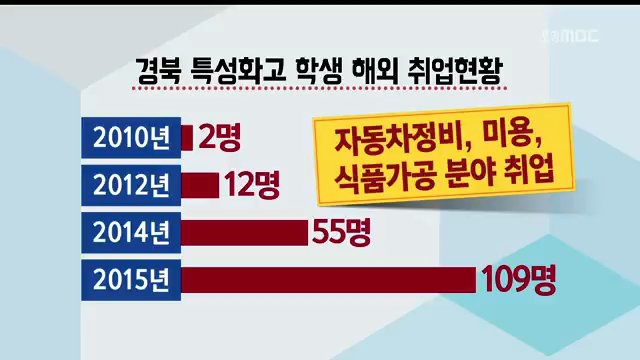 경북 특성화고 학생 해외 취업현황
2010년 2명
2012년 12명
2014년 55명
2015년 109명
자동차정비, 미용,
식품가공 분야 취업
MBC